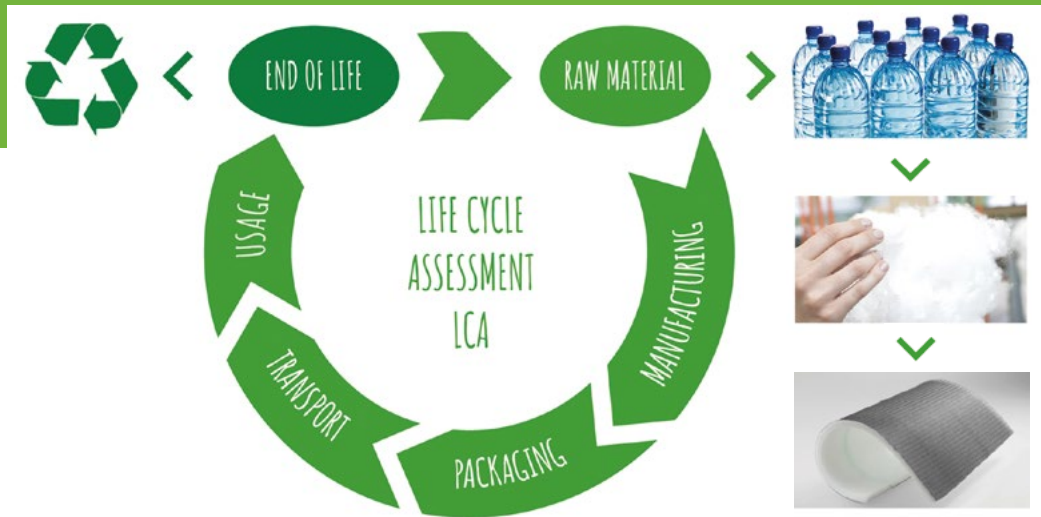 END OF LIFE
RAW MATERIAL
LIFE CYCLE
ASSESSMENT
LCA
MANUFACTURING
PACKAGING
TRANSPORT
USAGE